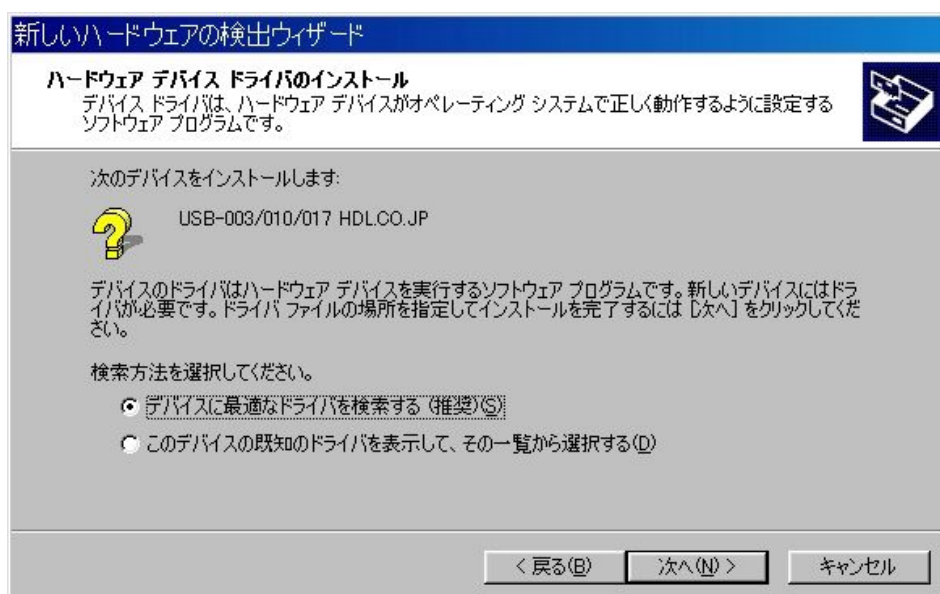 新しいハードウェアの検出ウィザード
ハードウェア デバイス ドライバのインストール
デバイス ドライバは、ハードウェア デバイスがオペレーティング システムで正しく動作するように設定する
ソフトウェア プログラムです。
次のデバイスをインストールします:
USB-003/010/017 HDL.CO.JP
デバイスのドライバはハードウェア デバイスを実行するソフトウェア プログラムです。新しいデバイスにはドラ
イバが必要です。ドライバ ファイルの場所を指定してインストールを完了するには [次へ] をクリックしてくだ
さい。
検索方法を選択してください。
デバイスに最適なドライバを検索する (推奨)(S)
このデバイスの既知のドライバを表示して、その一覧から選択する(D)
< 戻る(B)
次へ(N) >
キャンセル